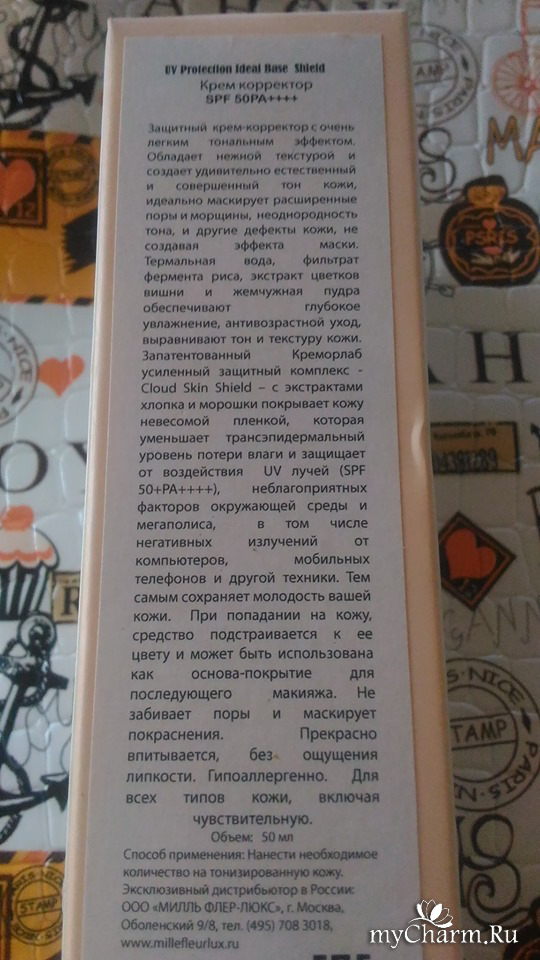 UV Protection Ideal Base Shield
Крем корректор
SPF 50PA++++
Защитный крем-корректор с очень
легким тональным эффектом.
Обладает нежной текстурой и
создает удивительно естественный
и совершенный тон кожи,
идеально маскирует расширенные
поры и морщины, неоднородность
тона, и другие дефекты кожи, не
создавая эффекта маски.
Термальная вода, фильтрат
фермента риса, экстракт цветков
вишни и жемчужная пудра
обеспечивают глубокое
увлажнение, антивозрастной уход,
выравнивают тон и текстуру кожи.
Запатентованный Креморлаб
усиленный защитный комплекс -
Cloud Skin Shield – с экстрактами
хлопка и морошки покрывает кожу
невесомой пленкой, которая
уменьшает трансэпидермальный
уровень потери влаги и защищает
от воздействия UV лучей (SPF
50+PA++++), неблагоприятных
факторов окружающей среды и
мегаполиса, в том числе
негативных излучений от
компьютеров, мобильных
телефонов и другой техники. Тем
самым сохраняет молодость вашей
кожи. При попадании на кожу,
средство подстраивается к ее
цвету и может быть использована
как основа-покрытие для
последующего макияжа. Не
забивает поры и маскирует
покраснения. Прекрасно
впитывается, без ощущения
липкости. Гипоаллергенно. Для
всех типов кожи, включая
чувствительную.
Объем: 50 мл
Способ применения: Нанести необходимое
количество на тонизированную кожу.
Эксклюзивный дистрибьютор в России:
ООО «МИЛЛЬ ФЛЕР-ЛЮКС», г. Москва,
Оболенский 9/8, тел. (495) 708 3018,
www.millefleurlux.ru
PARIS
NICE
STAMP
PARIS-NICE
STAMP
myCharm.Ru